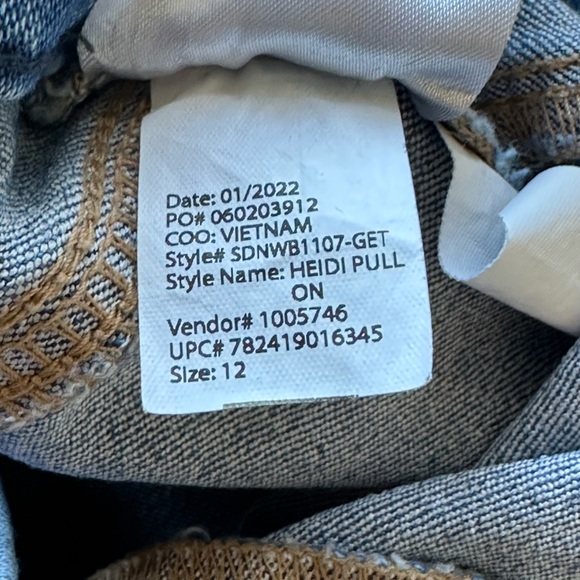 Date: 01/2022
PO# 060203912
COO: VIETNAM
Style# SDNWB1107-GET
Style Name: HEIDI PULL
ON
Vendor# 1005746
UPC# 782419016345
Size: 12